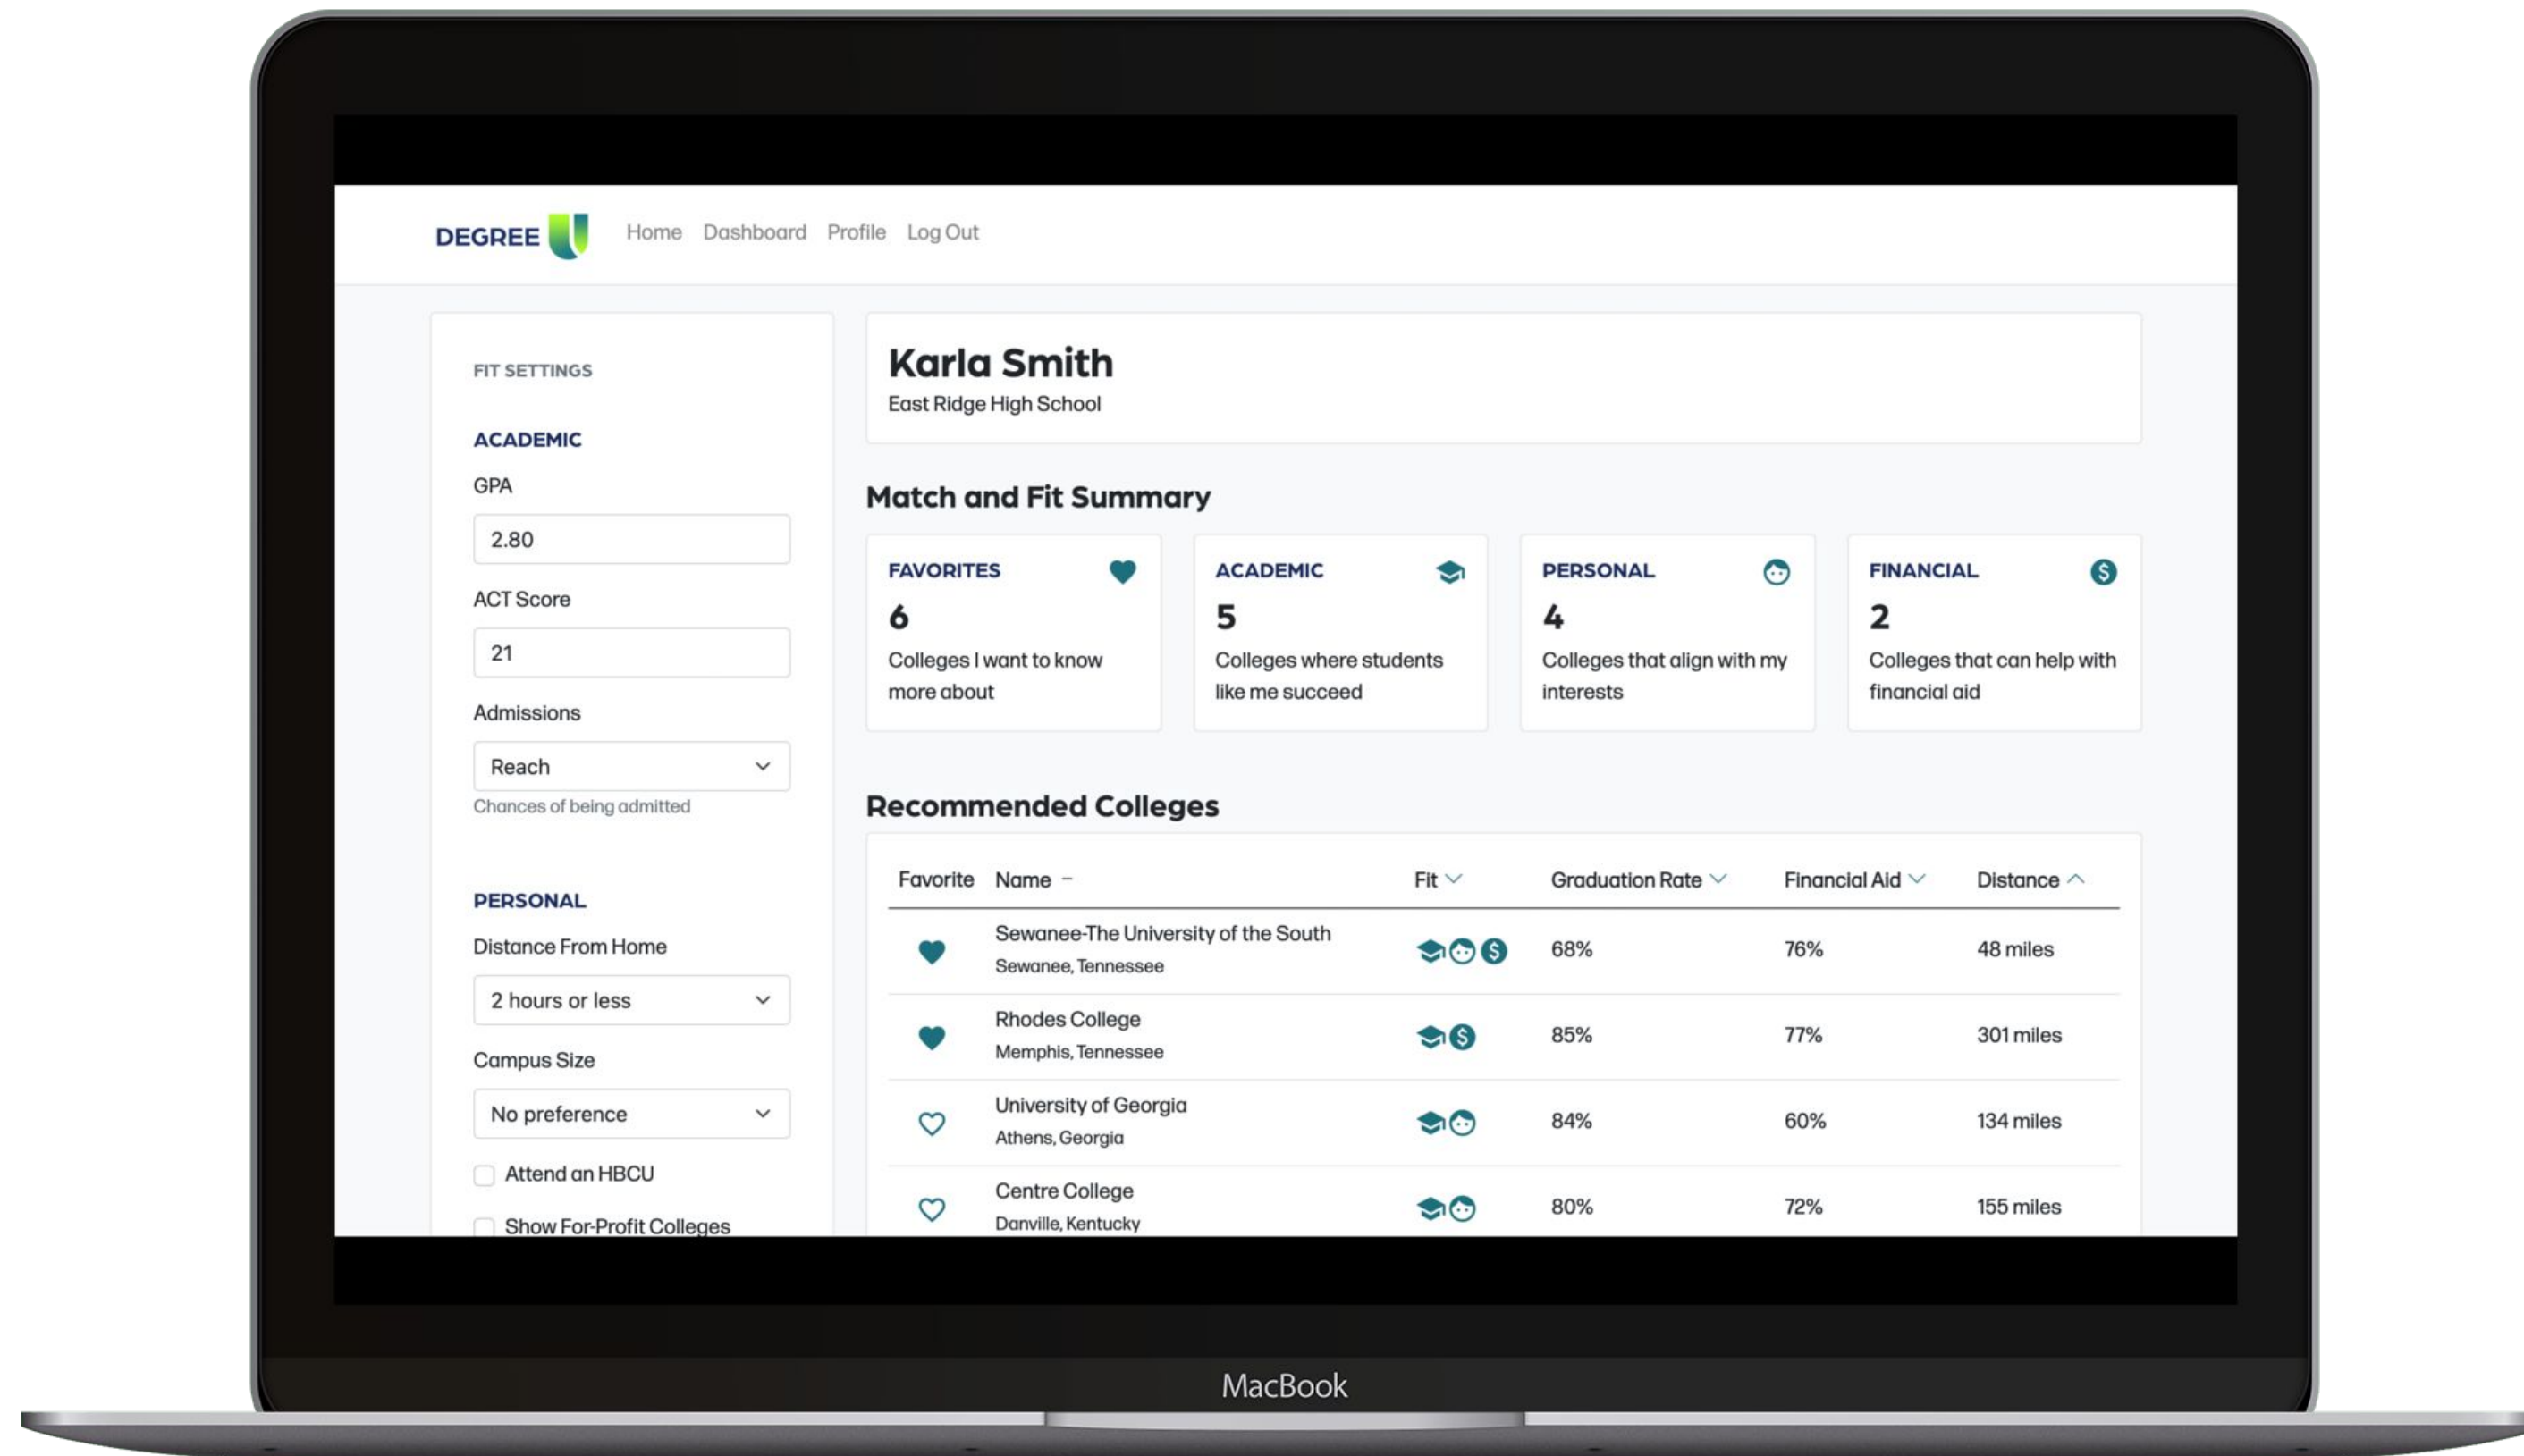 DEGREE U
Home Dashboard Profile Log Out
FIT SETTINGS
ACADEMIC
GPA
2.80
ACT Score
21
Admissions
Reach
Chances of being admitted
PERSONAL
Distance From Home
2 hours or less
Campus Size
No preference
Attend an HBCU
Show For-Profit Colleges
Karla Smith
East Ridge High School
Match and Fit Summary
FAVORITES
6
Colleges I want to know
more about
ACADEMIC
5
Colleges where students
like me succeed
PERSONAL
4
Colleges that align with my
interests
FINANCIAL
$
2
Colleges that can help with
financial aid
Recommended Colleges
Favorite Name – Fit Graduation Rate Financial Aid Distance
Sewanee-The University of the South
Sewanee, Tennessee
$ 68% 76% 48 miles
Rhodes College
Memphis, Tennessee
$ 85% 77% 301 miles
University of Georgia
Athens, Georgia
84% 60% 134 miles
Centre College
Danville, Kentucky
80% 72% 155 miles
MacBook